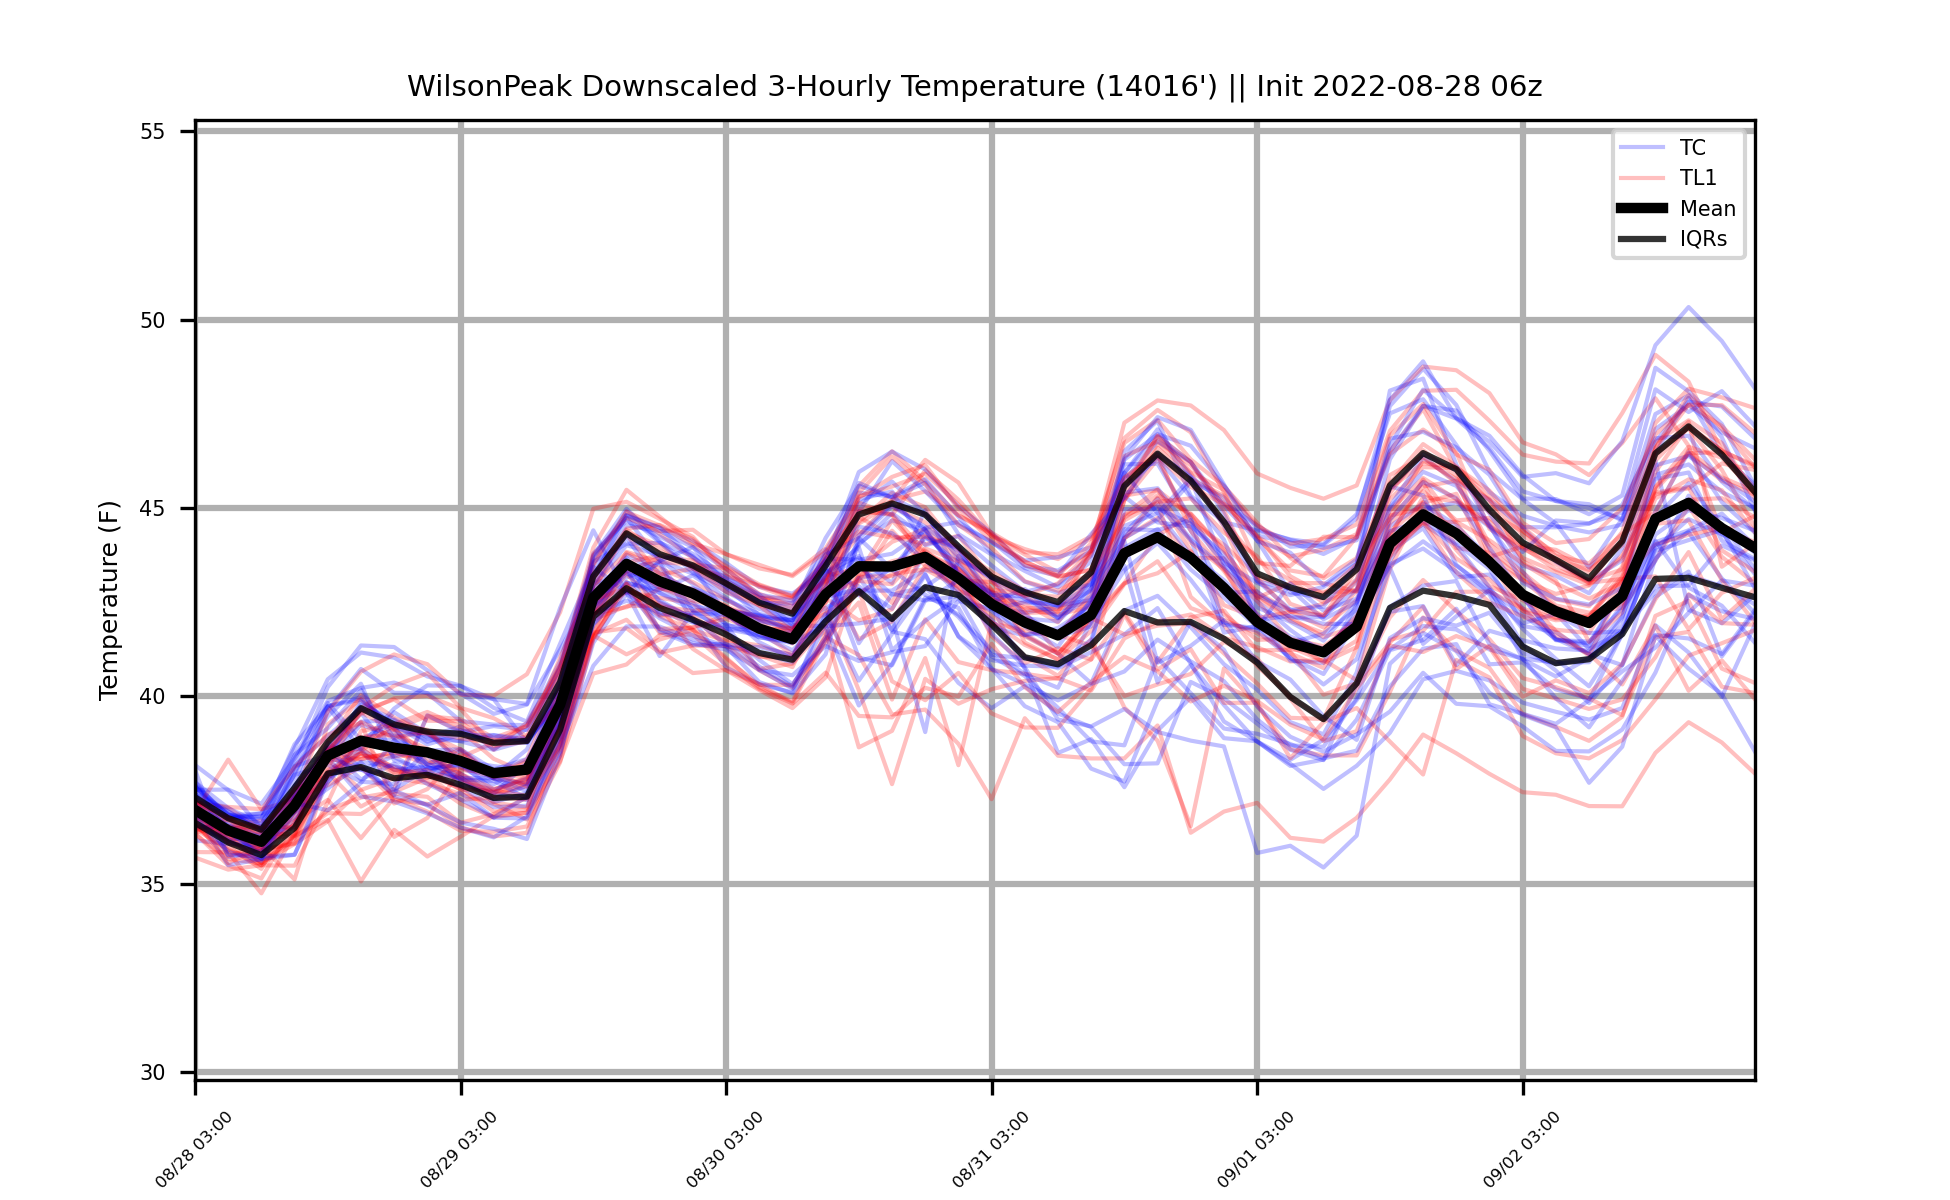 WilsonPeak Downscaled 3-Hourly Temperature (14016') || Init 2022-08-28 06z
TC
TL1
Mean
IQRs
Temperature (F)
55
50
45
40
35
30
08/28 03:00
08/29 03:00
08/30 03:00
08/31 03:00
09/01 03:00
09/02 03:00